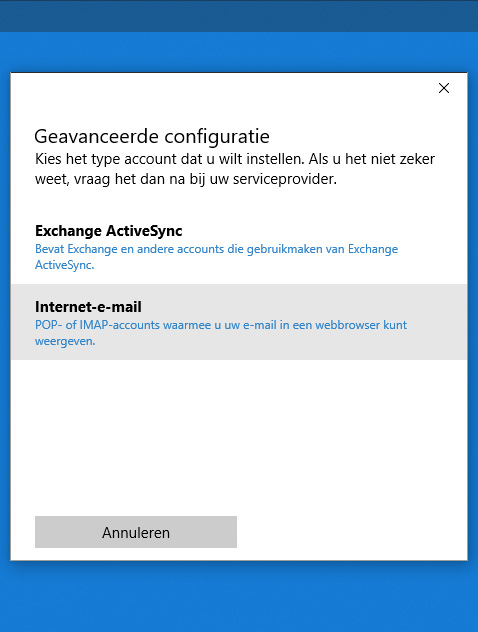 Geavanceerde configuratie
Kies het type account dat u wilt instellen. Als u het niet zeker
weet, vraag het dan na bij uw serviceprovider.
Exchange ActiveSync
Bevat Exchange en andere accounts die gebruikmaken van Exchange
ActiveSync.
Internet-e-mail
POP- of IMAP-accounts waarmee u uw e-mail in een webbrowser kunt
weergeven.
Annuleren